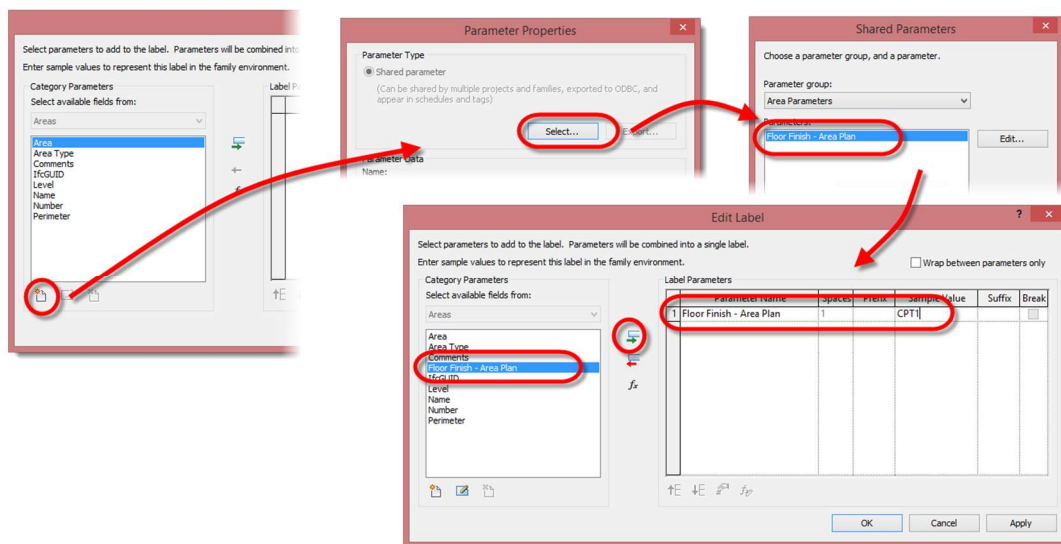 Select parameters to add to the label. Parameters will be combined into
Enter sample values to represent this label in the family environment.
Category Parameters
Select available fields from:
Areas
Area
Area Type
Comments
IfcGUID
Level
Name
Number
Perimeter
Label
Parameter Properties
Parameter Type
Shared parameter
(Can be shared by multiple projects and families, exported to ODBC, and
appear in schedules and tags)
Select...
Export...
Parameter Data
Name:
Shared Parameters
Choose a parameter group, and a parameter.
Parameter group:
Area Parameters
Parameters:
Floor Finish - Area Plan
Edit...
Edit Label
?
Select parameters to add to the label. Parameters will be combined into a single label.
Enter sample values to represent this label in the family environment.
Wrap between parameters only
Category Parameters
Select available fields from:
Areas
Area
Area Type
Comments
Floor Finish - Area Plan
IfcGUID
Level
Name
Number
Perimeter
fx
Label Parameters
Parameter Name Spaces Prefix Sample Value Suffix Break
1 Floor Finish - Area Plan 1 CPT1
OK
Cancel
Apply